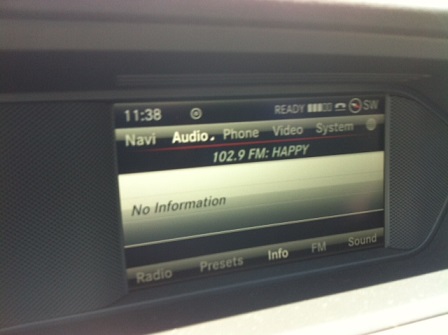 11:38 READY SW
Navi Audio Phone Video System
102.9 FM: HAPPY
No Information
Radio Presets Info FM Sound